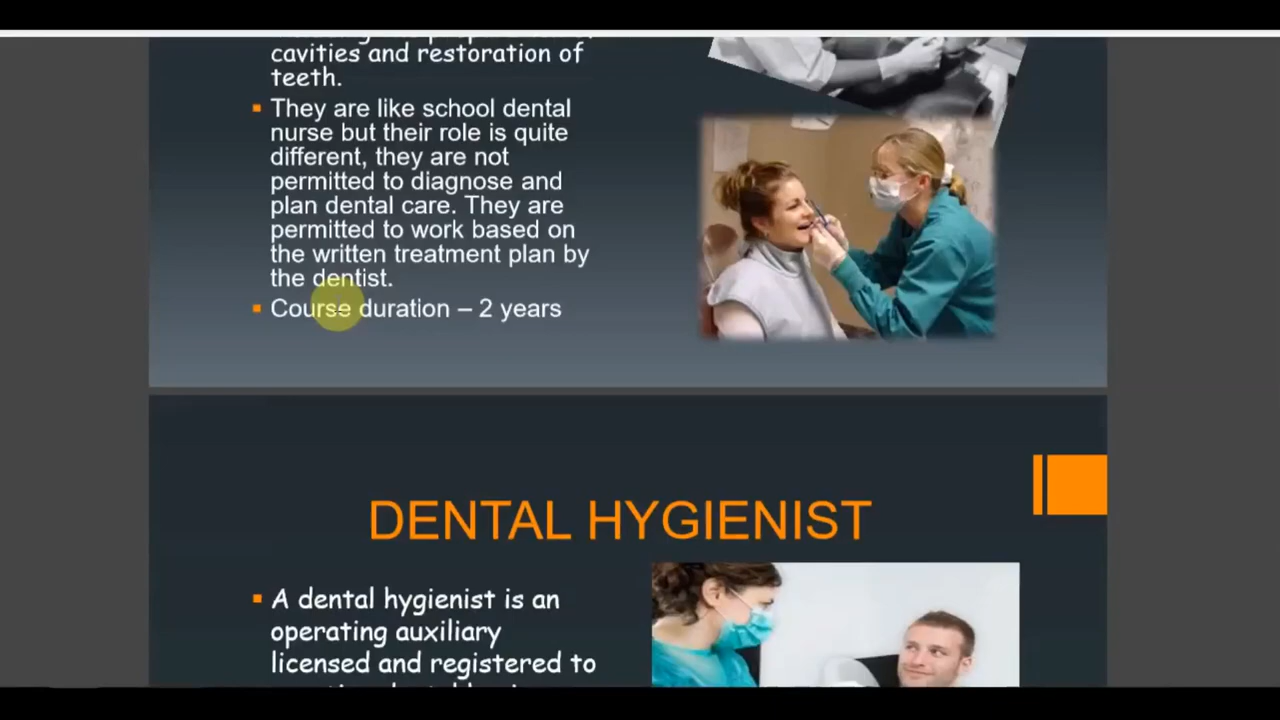 cavities and restoration of
teeth.
▪ They are like school dental
nurse but their role is quite
different, they are not
permitted to diagnose and
plan dental care. They are
permitted to work based on
the written treatment plan by
the dentist.
▪ Course duration – 2 years
DENTAL HYGIENIST
▪ A dental hygienist is an
operating auxiliary
licensed and registered to